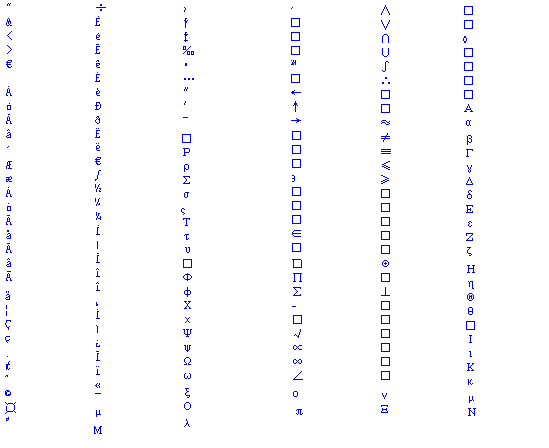 "
&
<
>
€
Â
â
´
Æ
æ
ä
¦
Ç
ç
¸
¢
ˆ
©
¤
÷
É
é
Ê
ê
È
è
Ð
ð
Ë
ë
€
∫
½
¼
¾
Í
¡
Î
î
¿
Ï
ï
«
¯
μ
Μ
†
‡
‰
•
…
Ρ
ρ
Σ
σ
ς
Τ
τ
υ
Φ
φ
Χ
χ
Ψ
ψ
Ω
ω
ξ
Ο
λ
←
↑
→
∈
∏
∑
−
√
∝
∞
∠
ο
π
∧
∨
∩
∪
∫
∴
≈
≠
≡
≤
≥
⊥
ν
Ξ
◊
Α
α
β
Γ
γ
Δ
δ
Ε
ε
Ζ
ζ
Η
η
®
θ
Ι
ι
Κ
κ
μ
Ν